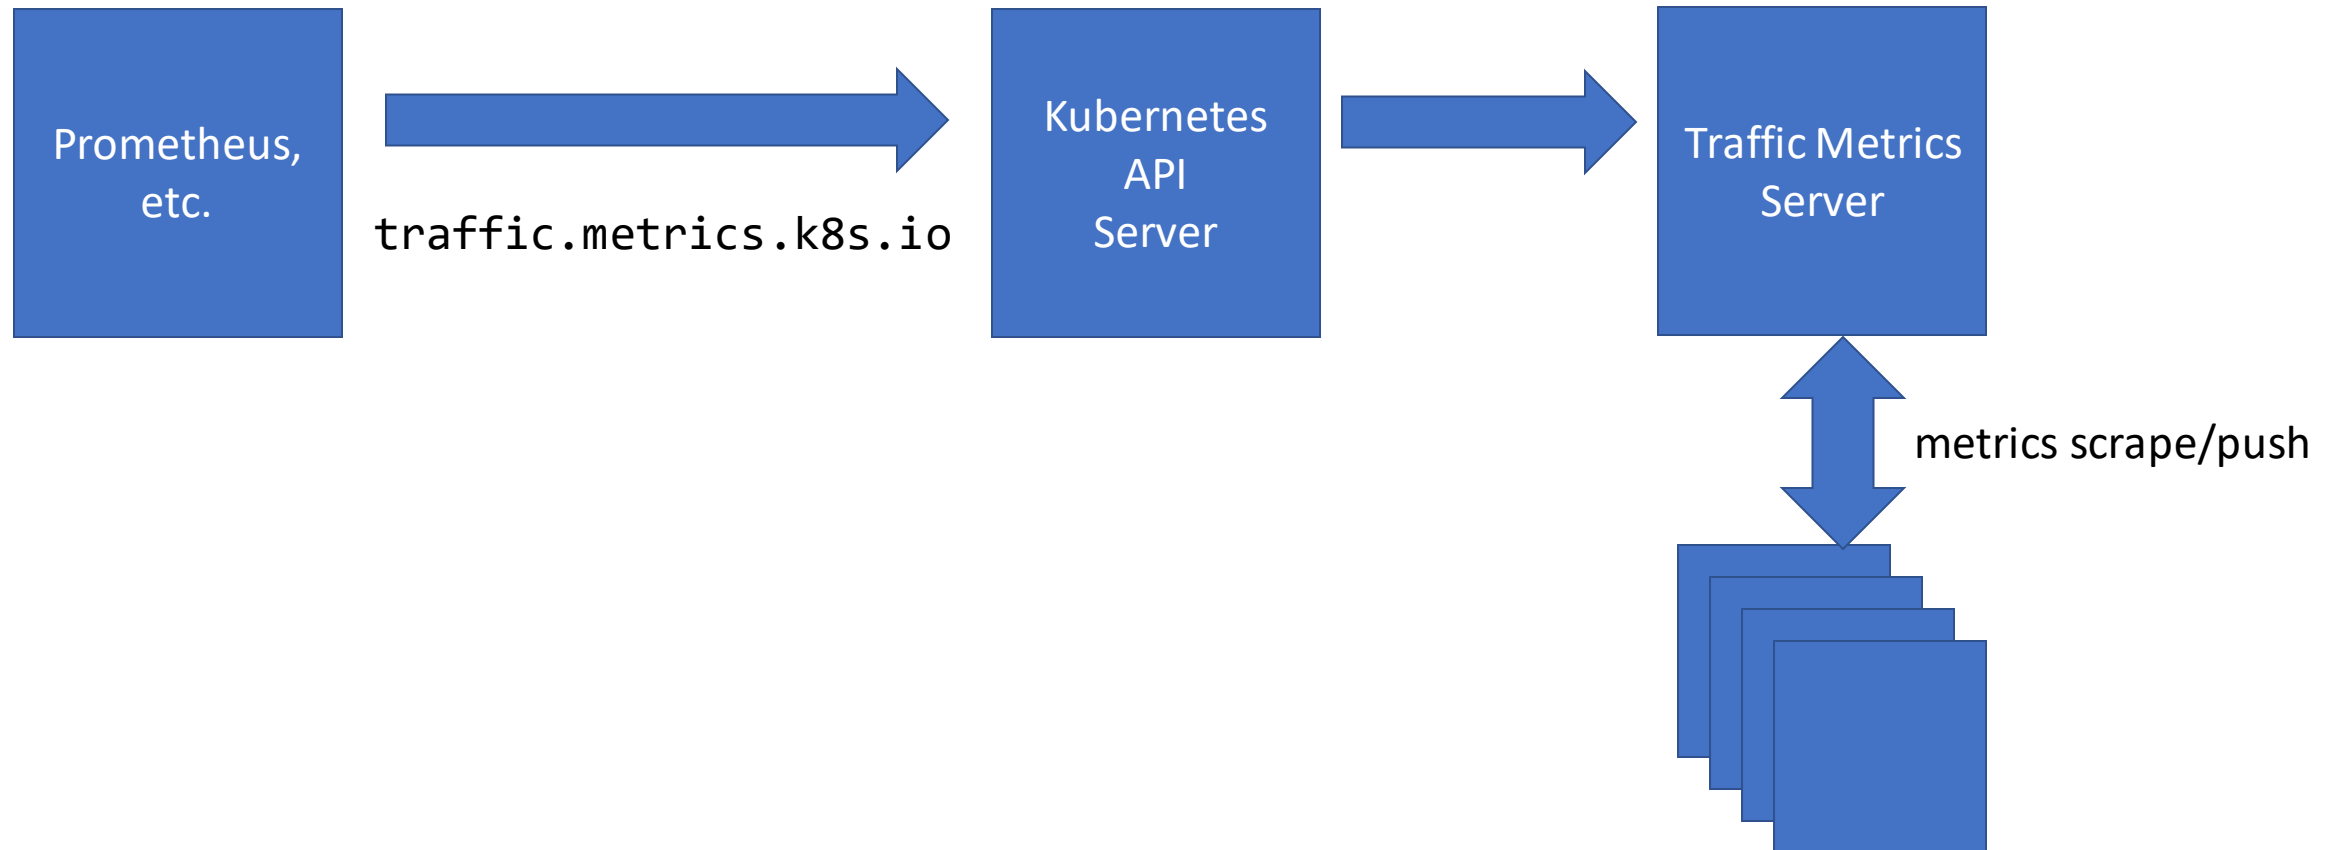 Prometheus,
etc.
traffic.metrics.k8s.io
Kubernetes
API
Server
Traffic Metrics
Server
metrics scrape/push